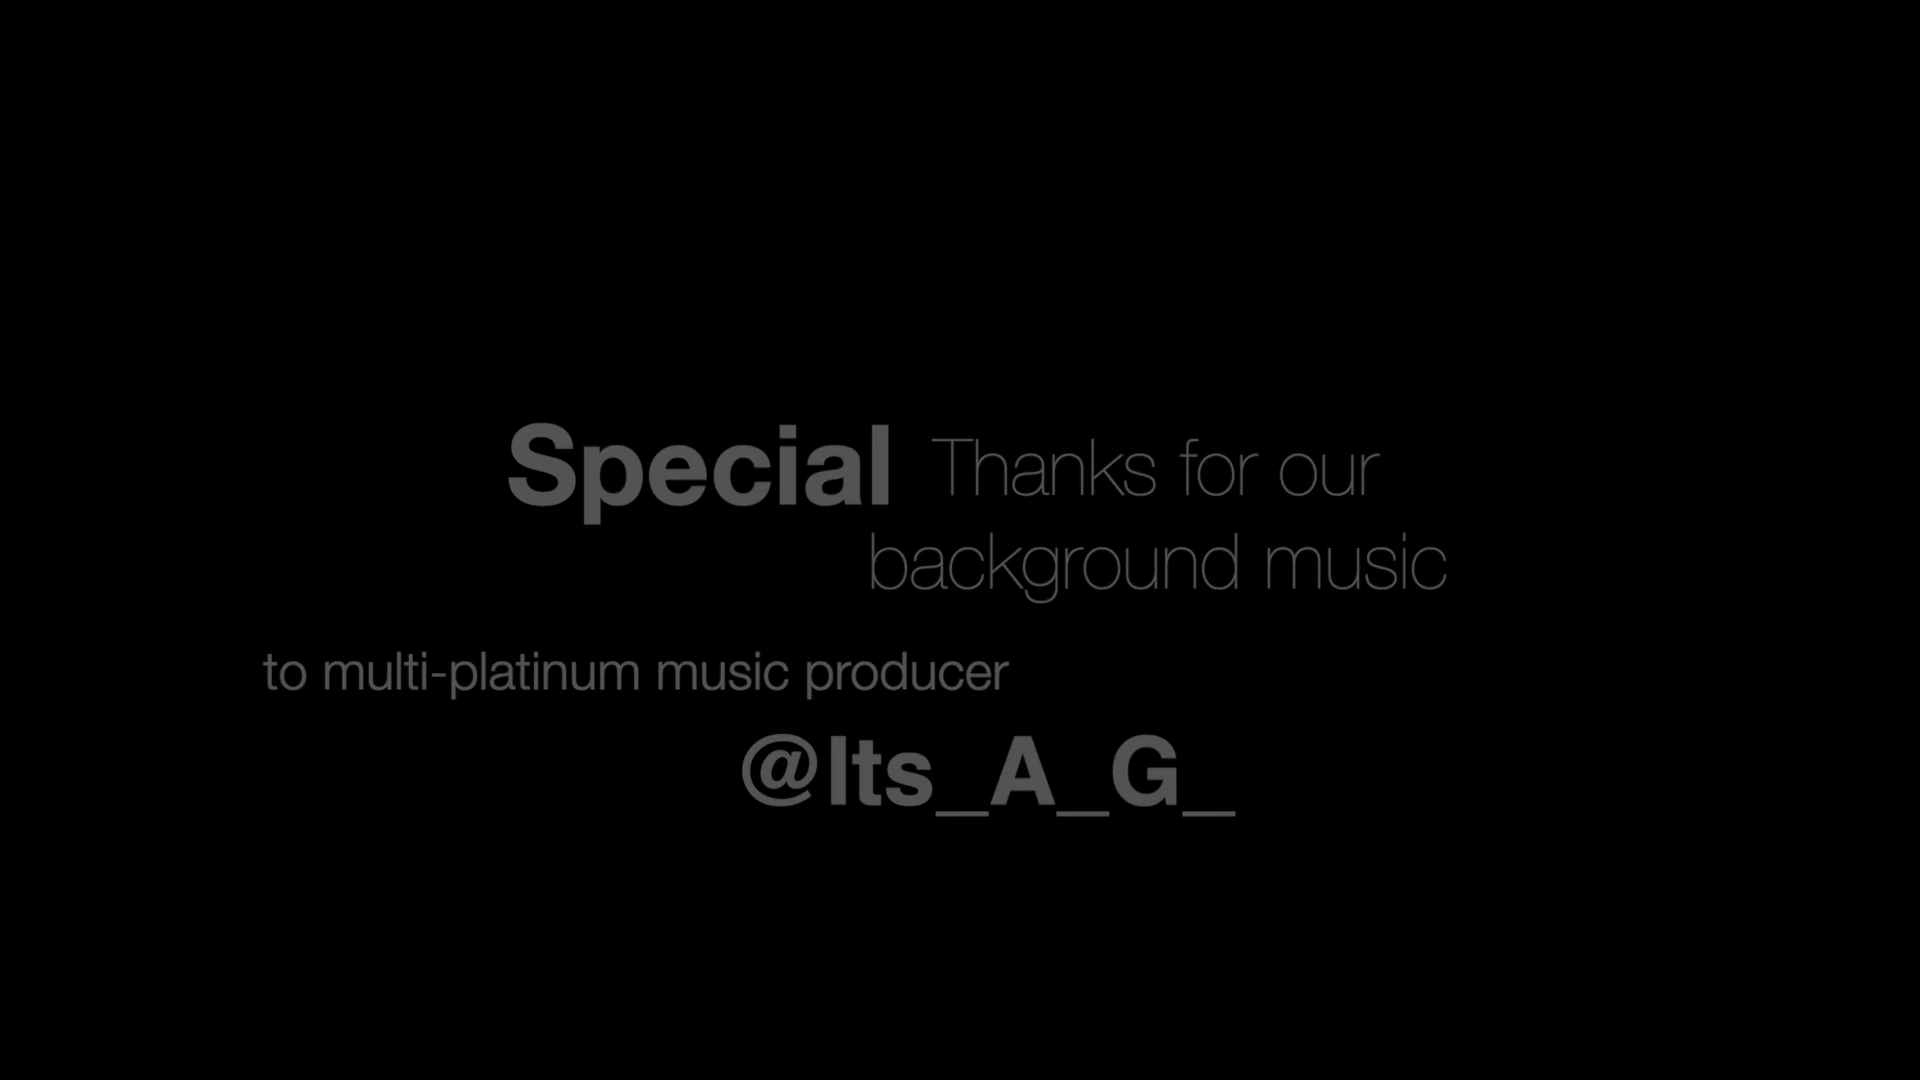 Special Thanks for our
background music
to multi-platinum music producer
@Its_A_G_